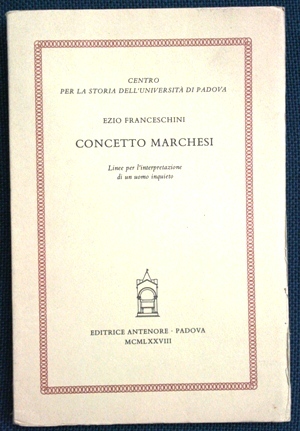 CENTRO
PER LA STORIA DELL'UNIVERSITÀ DI PADOVA
EZIO FRANCESCHINI
CONCETTO MARCHESI
Linee per l'interpretazione
di un uomo inquieto
EDITRICE ANTENORE - PADOVA
MCMLXXVIII